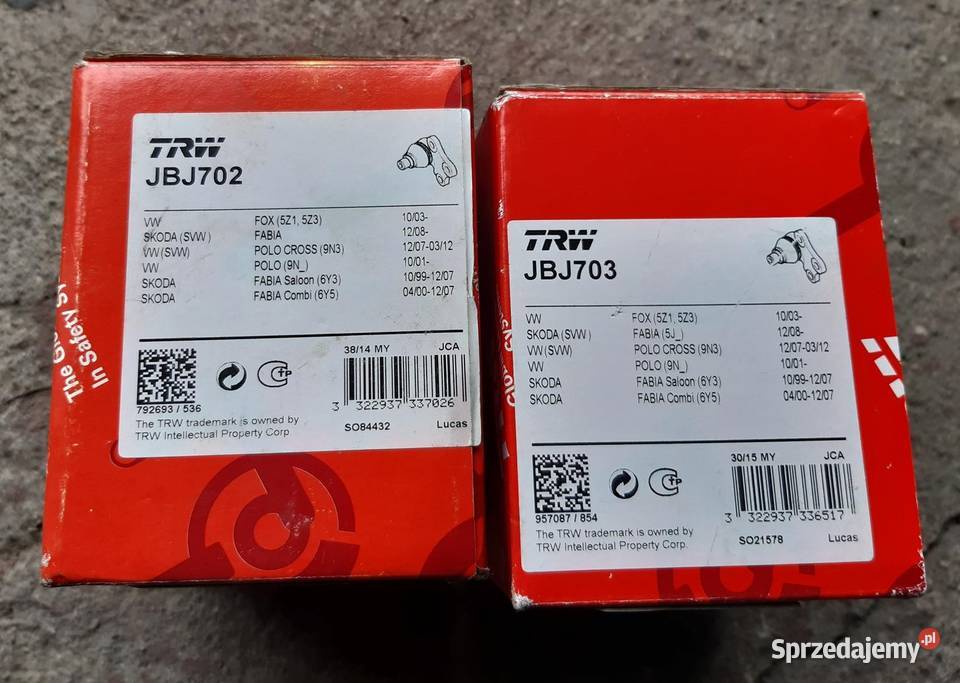 TRW
JBJ702
VW FOX (5Z1, 5Z3) 10/03-
SKODA (SVW ) FABIA 12/08-
VW (SVW) POLO CROSS (9N3) 12/07-03/12
VW POLO (9N_) 10/01-
SKODA FABIA Saloon (6Y3) 10/99-12/07
SKODA FABIA Combi (6Y5) 04/00-12/07
38/14 MY JCA
792693 / 536
3 322937 337026
The TRW trademark is owned by
TRW Intellectual Property Corp.
SO84432 Lucas
In Safety
TRW
JBJ703
VW FOX (5Z1, 5Z3) 10/03-
SKODA (SVW ) FABIA (5J_) 12/08-
VW (SVW) POLO CROSS (9N3) 12/07-03/12
VW POLO (9N_) 10/01-
SKODA FABIA Saloon (6Y3) 10/99-12/07
SKODA FABIA Combi (6Y5) 04/00-12/07
30/15 MY JCA
957087 / 854
3 322937 336517
The TRW trademark is owned by
TRW Intellectual Property Corp.
SO21578 Lucas
Sprzedajemy.pl